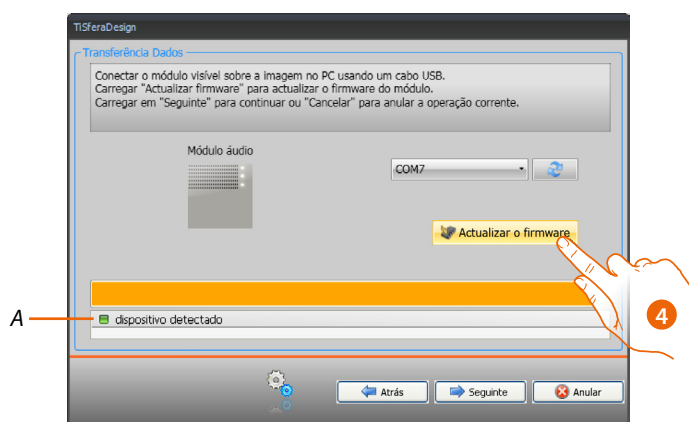 TiSferaDesign
Transferência Dados
Conectar o módulo visível sobre a imagem no PC usando um cabo USB.
Carregar "Actualizar firmware" para actualizar o firmware do módulo.
Carregar em "Seguinte" para continuar ou "Cancelar" para anular a operação corrente.
Módulo áudio
COM7
Actualizar o firmware
4
A
dispositivo detectado
Atrás
Seguinte
Anular